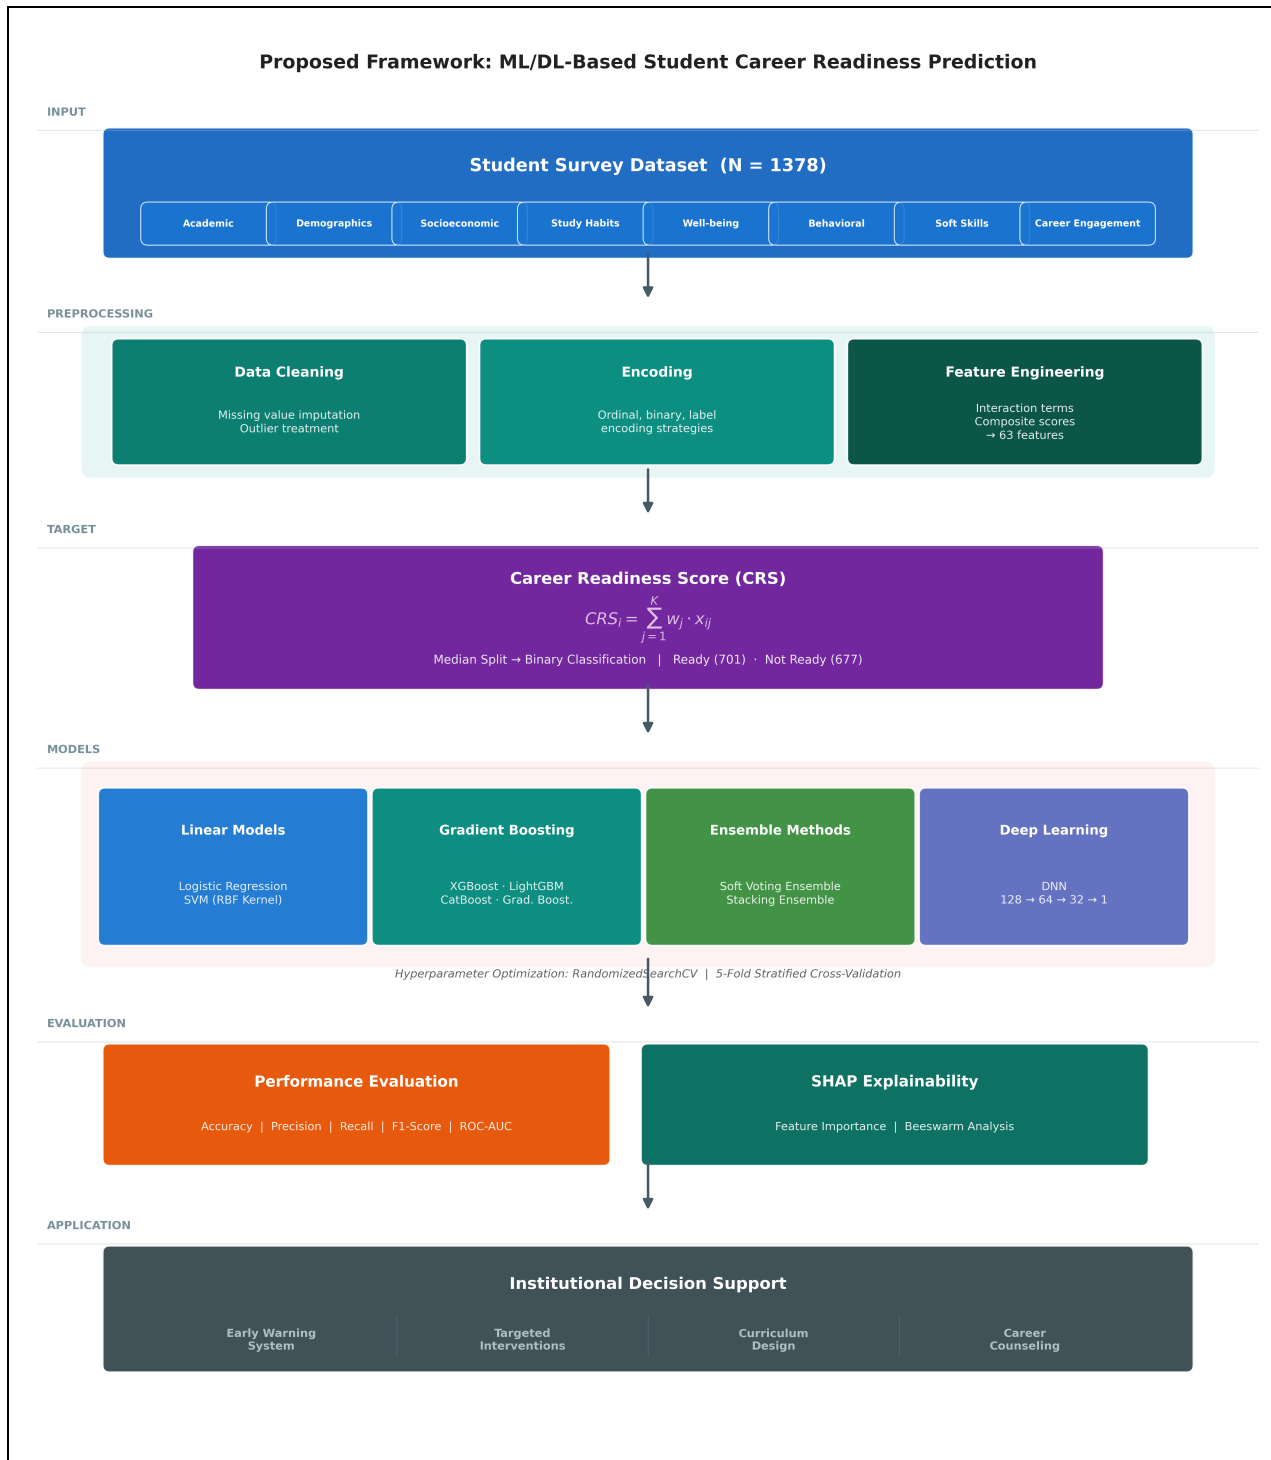 Proposed Framework: ML/DL-Based Student Career Readiness Prediction
INPUT
Student Survey Dataset (N = 1378)
Academic
Demographics
Socioeconomic
Study Habits
Well-being
Behavioral
Soft Skills
Career Engagement
PREPROCESSING
Data Cleaning
Missing value imputation
Outlier treatment
Encoding
Ordinal, binary, label
encoding strategies
Feature Engineering
Interaction terms
Composite scores
→ 63 features
TARGET
Career Readiness Score (CRS)
CRS_i = ∑_{j=1}^{K} w_j · x_{ij}
Median Split → Binary Classification | Ready (701) · Not Ready (677)
MODELS
Linear Models
Logistic Regression
SVM (RBF Kernel)
Gradient Boosting
XGBoost · LightGBM
CatBoost · Grad. Boost.
Ensemble Methods
Soft Voting Ensemble
Stacking Ensemble
Deep Learning
DNN
128 → 64 → 32 → 1
Hyperparameter Optimization: RandomizedSearchCV | 5-Fold Stratified Cross-Validation
EVALUATION
Performance Evaluation
Accuracy | Precision | Recall | F1-Score | ROC-AUC
SHAP Explainability
Feature Importance | Beeswarm Analysis
APPLICATION
Institutional Decision Support
Early Warning
System
Targeted
Interventions
Curriculum
Design
Career
Counseling